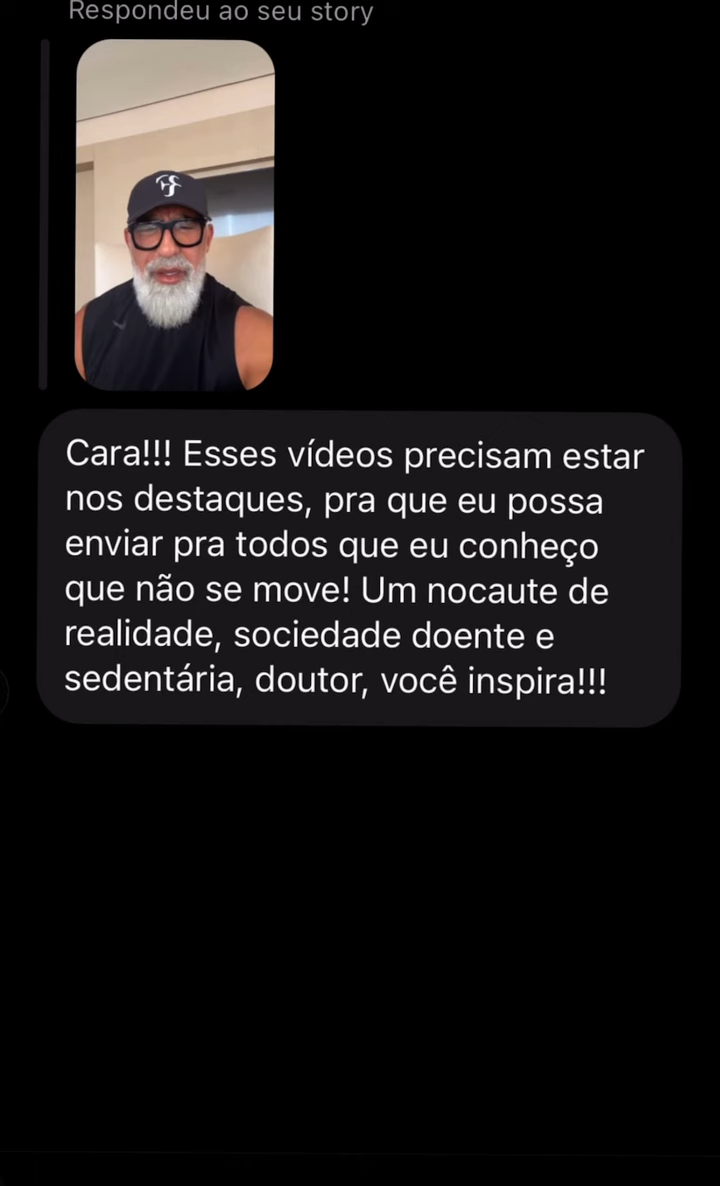 Respondeu ao seu story
Cara!!! Esses vídeos precisam estar
nos destaques, pra que eu possa
enviar pra todos que eu conheço
que não se move! Um nocaute de
realidade, sociedade doente e
sedentária, doutor, você inspira!!!